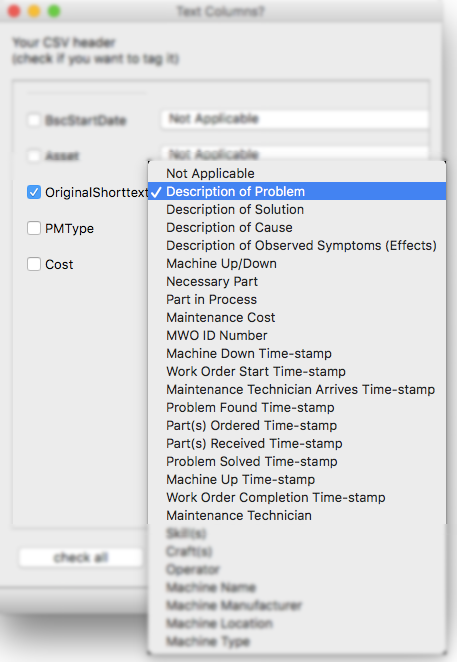 Text Columns?
Your CSV header
(check if you want to tag it)
BscStartDate
Not Applicable
Asset
Not Applicable
OriginalShorttext
PMType
Cost
Not Applicable
✓ Description of Problem
Description of Solution
Description of Cause
Description of Observed Symptoms (Effects)
Machine Up/Down
Necessary Part
Part in Process
Maintenance Cost
MWO ID Number
Machine Down Time-stamp
Work Order Start Time-stamp
Maintenance Technician Arrives Time-stamp
Problem Found Time-stamp
Part(s) Ordered Time-stamp
Part(s) Received Time-stamp
Problem Solved Time-stamp
Machine Up Time-stamp
Work Order Completion Time-stamp
Maintenance Technician
Skill(s)
Craft(s)
Operator
Machine Name
Machine Manufacturer
Machine Location
Machine Type
check all